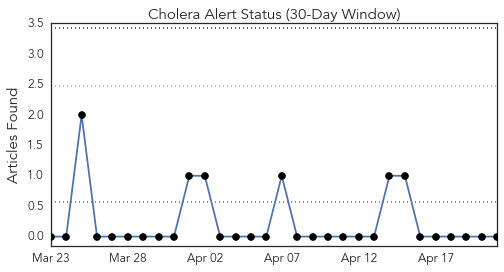 Cholera Alert Status (30-Day Window)
Articles Found
3.5
3.0
2.5
2.0
1.5
1.0
0.5
0.0
Mar 23 Mar 28 Apr 02 Apr 07 Apr 12 Apr 17